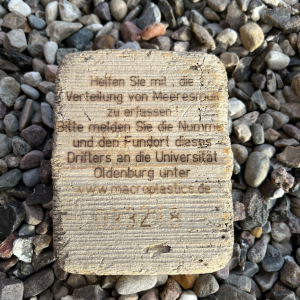 Helfen Sie mit, die
Verteilung von Meeresmüll
zu erfassen
Bitte melden Sie die Nummer
und den Fundort dieses
Drifters an die Universität
Oldenburg unter
www.macroplastics.de